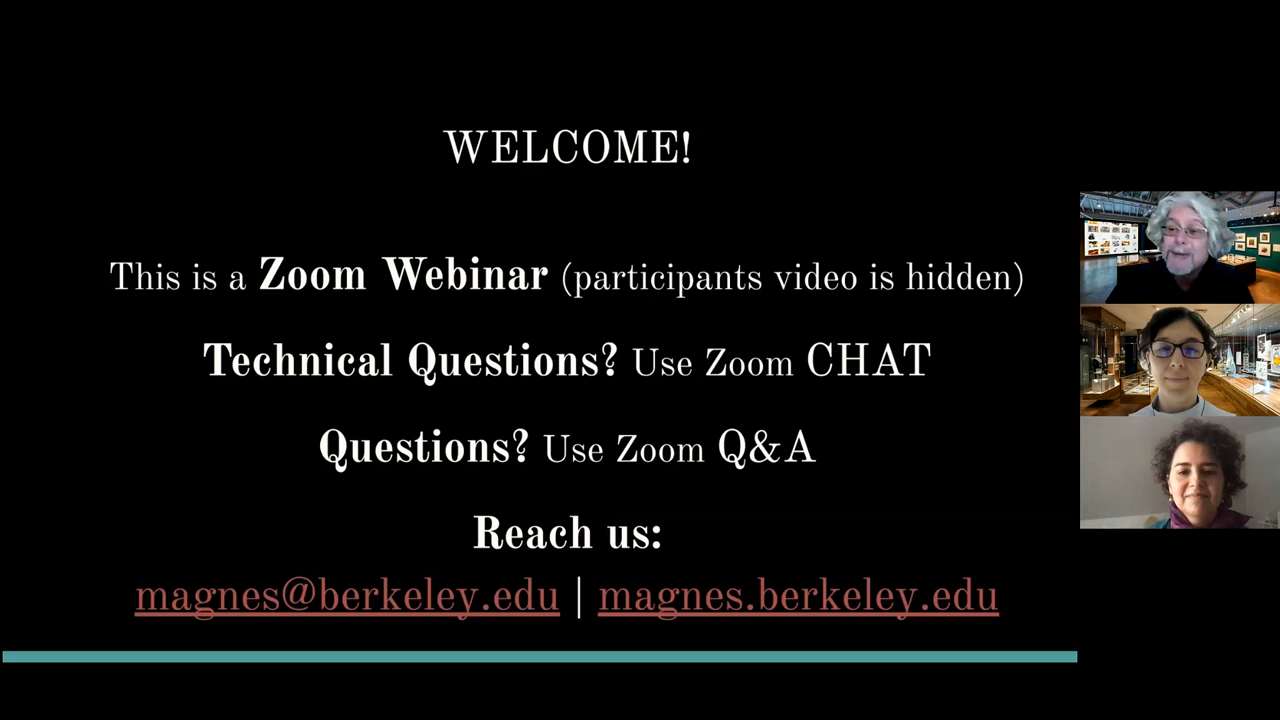 WELCOME!
This is a Zoom Webinar (participants video is hidden)
Technical Questions? Use Zoom CHAT
Questions? Use Zoom Q&A
Reach us:
magnes@berkeley.edu | magnes.berkeley.edu